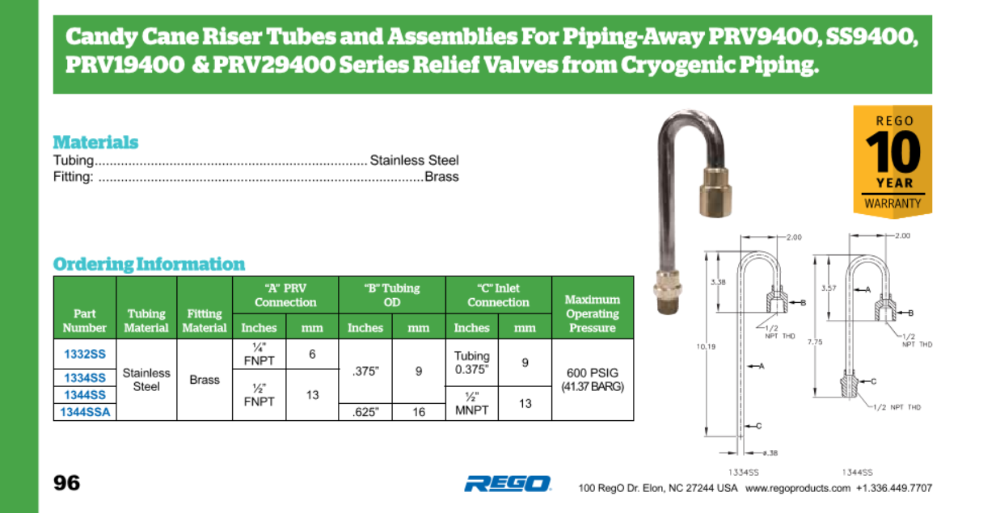 Candy Cane Riser Tubes and Assemblies For Piping-Away PRV9400, SS9400,
PRV19400 & PRV29400 Series Relief Valves from Cryogenic Piping.
Materials
Tubing............................................................................Stainless Steel
Fitting: .........................................................................................Brass
REGO
10
YEAR
WARRANTY
Ordering Information
Part Number
Tubing Material
Fitting Material
"A" PRV Connection
"B" Tubing OD
"C" Inlet Connection
Maximum Operating Pressure
Inches mm Inches mm Inches mm
1332SS
1334SS
1344SS
1344SSA
Stainless Steel
Brass
¼" FNPT
6
½" FNPT
13
.375"
9
.625"
16
Tubing 0.375"
9
½" MNPT
13
600 PSIG
(41.37 BARG)
2.00
3.38
B
1/2
NPT THD
10.19
A
C
ø.38
1334SS
2.00
3.57
A
B
1/2
NPT THD
7.75
C
1/2 NPT THD
1344SS
96
REGO
100 RegO Dr. Elon, NC 27244 USA www.regoproducts.com +1.336.449.7707